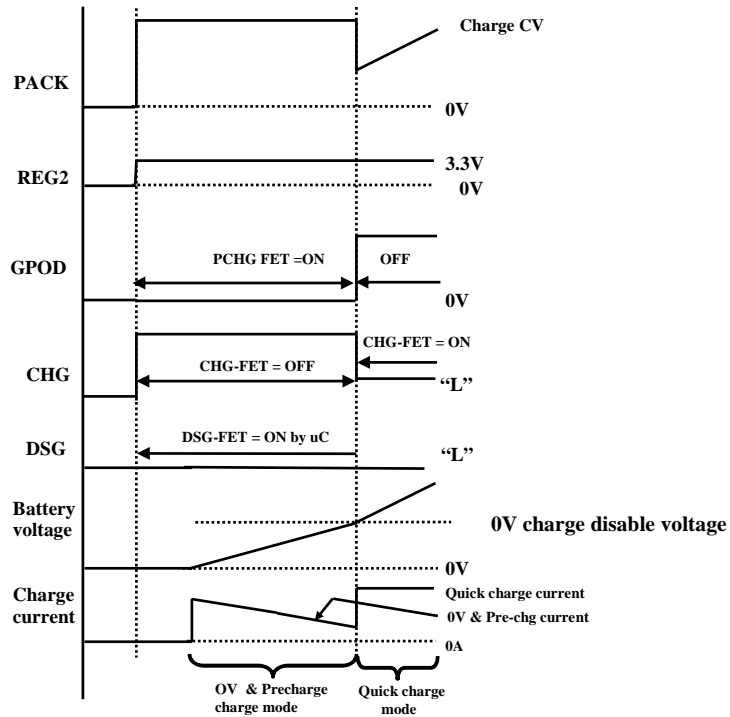 Charge CV
PACK
0V
3.3V
REG2
0V
PCHG FET =ON
OFF
GPOD
0V
CHG-FET = ON
CHG
CHG-FET = OFF
“L”
DSG-FET = ON by uC
DSG
“L”
Battery
voltage
0V charge disable voltage
0V
Charge
current
Quick charge current
0V & Pre-chg current
0A
OV & Precharge
charge mode
Quick charge
mode